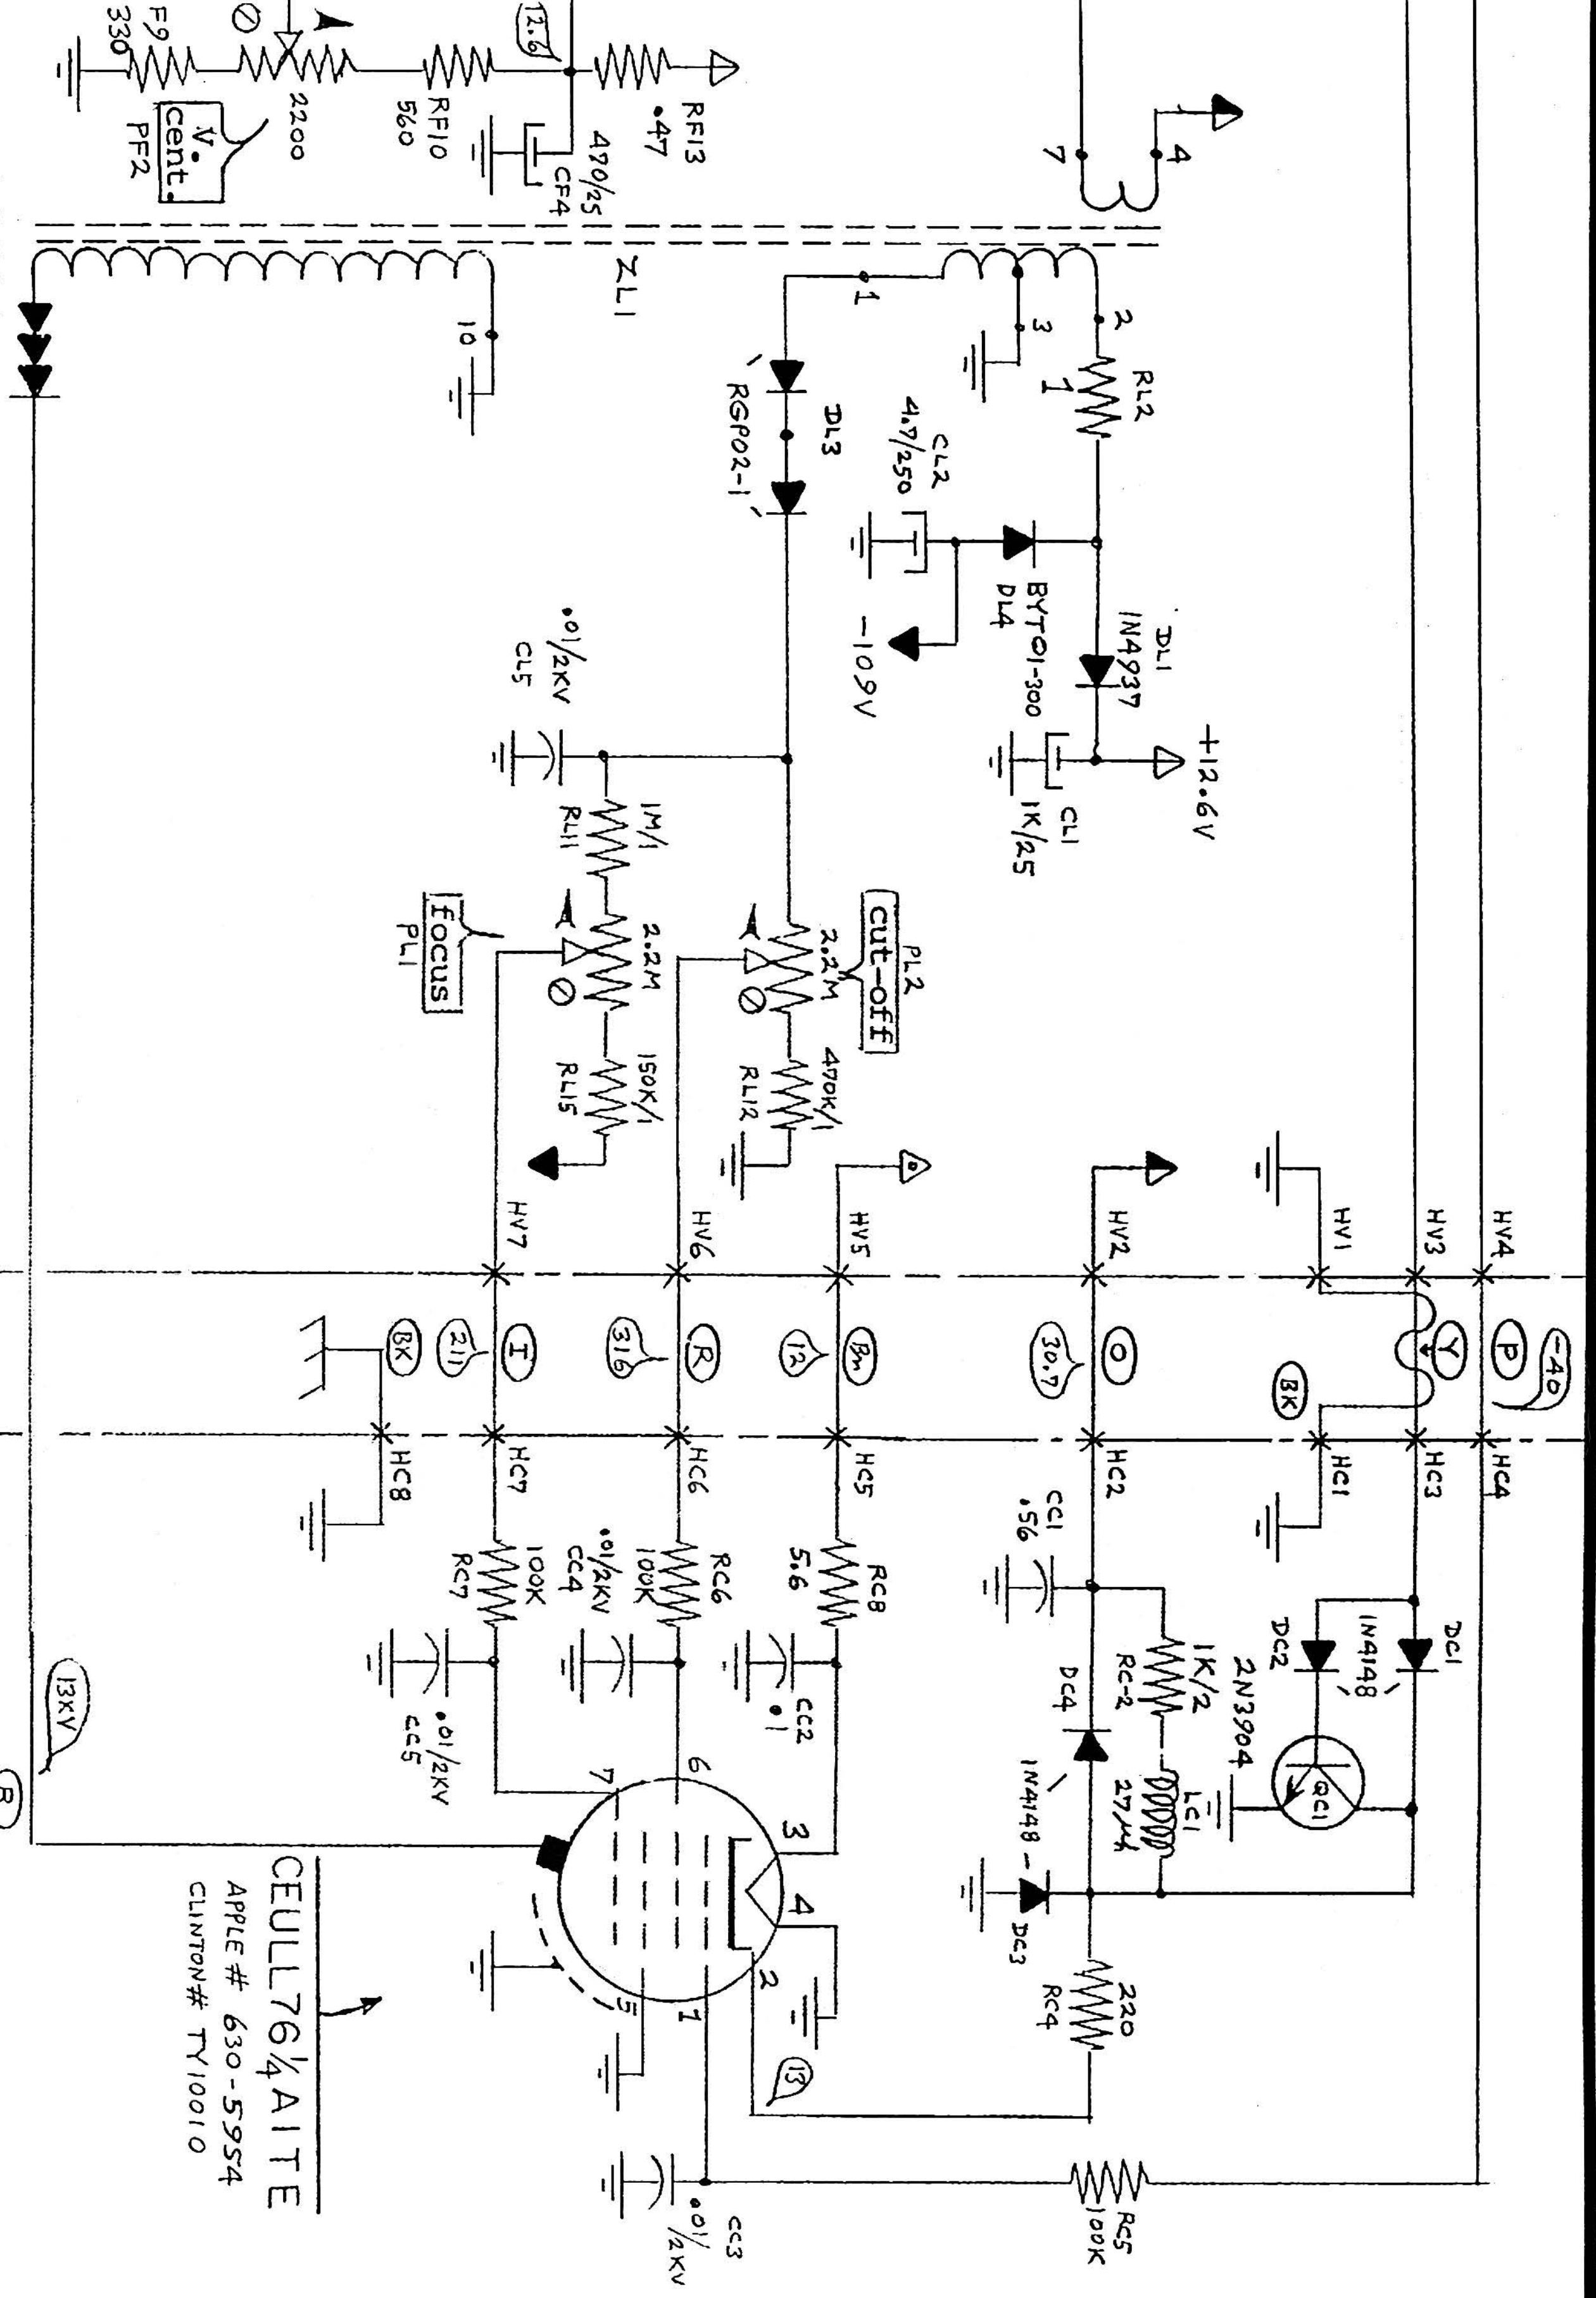 F9
330
2200
V.
cent.
PF2
RF10
560
12.6
470/25
CF4
RF13
.47
7
4
ZL1
10
1
3
2
RL2
1
DL3
RGP02-1
CL2
4.7/250
BYT01-300
DL4
-109V
DL1
1N4937
+12.6V
CL1
1K/25
.01/2KV
CL5
1M/1
RL11
2.2M
focus
PL1
150K/1
RL15
PL2
cut-off
2.2M
470K/1
RL12
HV7
HV6
HV5
HV2
HV1
HV3
HV4
BK
I
211
R
316
Bn
12
O
30.7
BK
Y
P
-40
HC8
HC7
HC6
HC5
HC2
HC1
HC3
HC4
100K
RC7
.01/2KV
CC5
RC6
100K
.01/2KV
CC4
RC8
5.6
CC2
.1
CC1
.56
1K/2
RC-2
LC1
27µh
DC4
1N4148
DC3
DC1
1N4148
DC2
2N3904
QC1
220
RC4
13
7
6
3
4
2
1
5
CC3
.01/
2KV
RC5
100K
13KV
R
CEULL76¼AITE
APPLE# 630-5954
CLINTON# TY10010